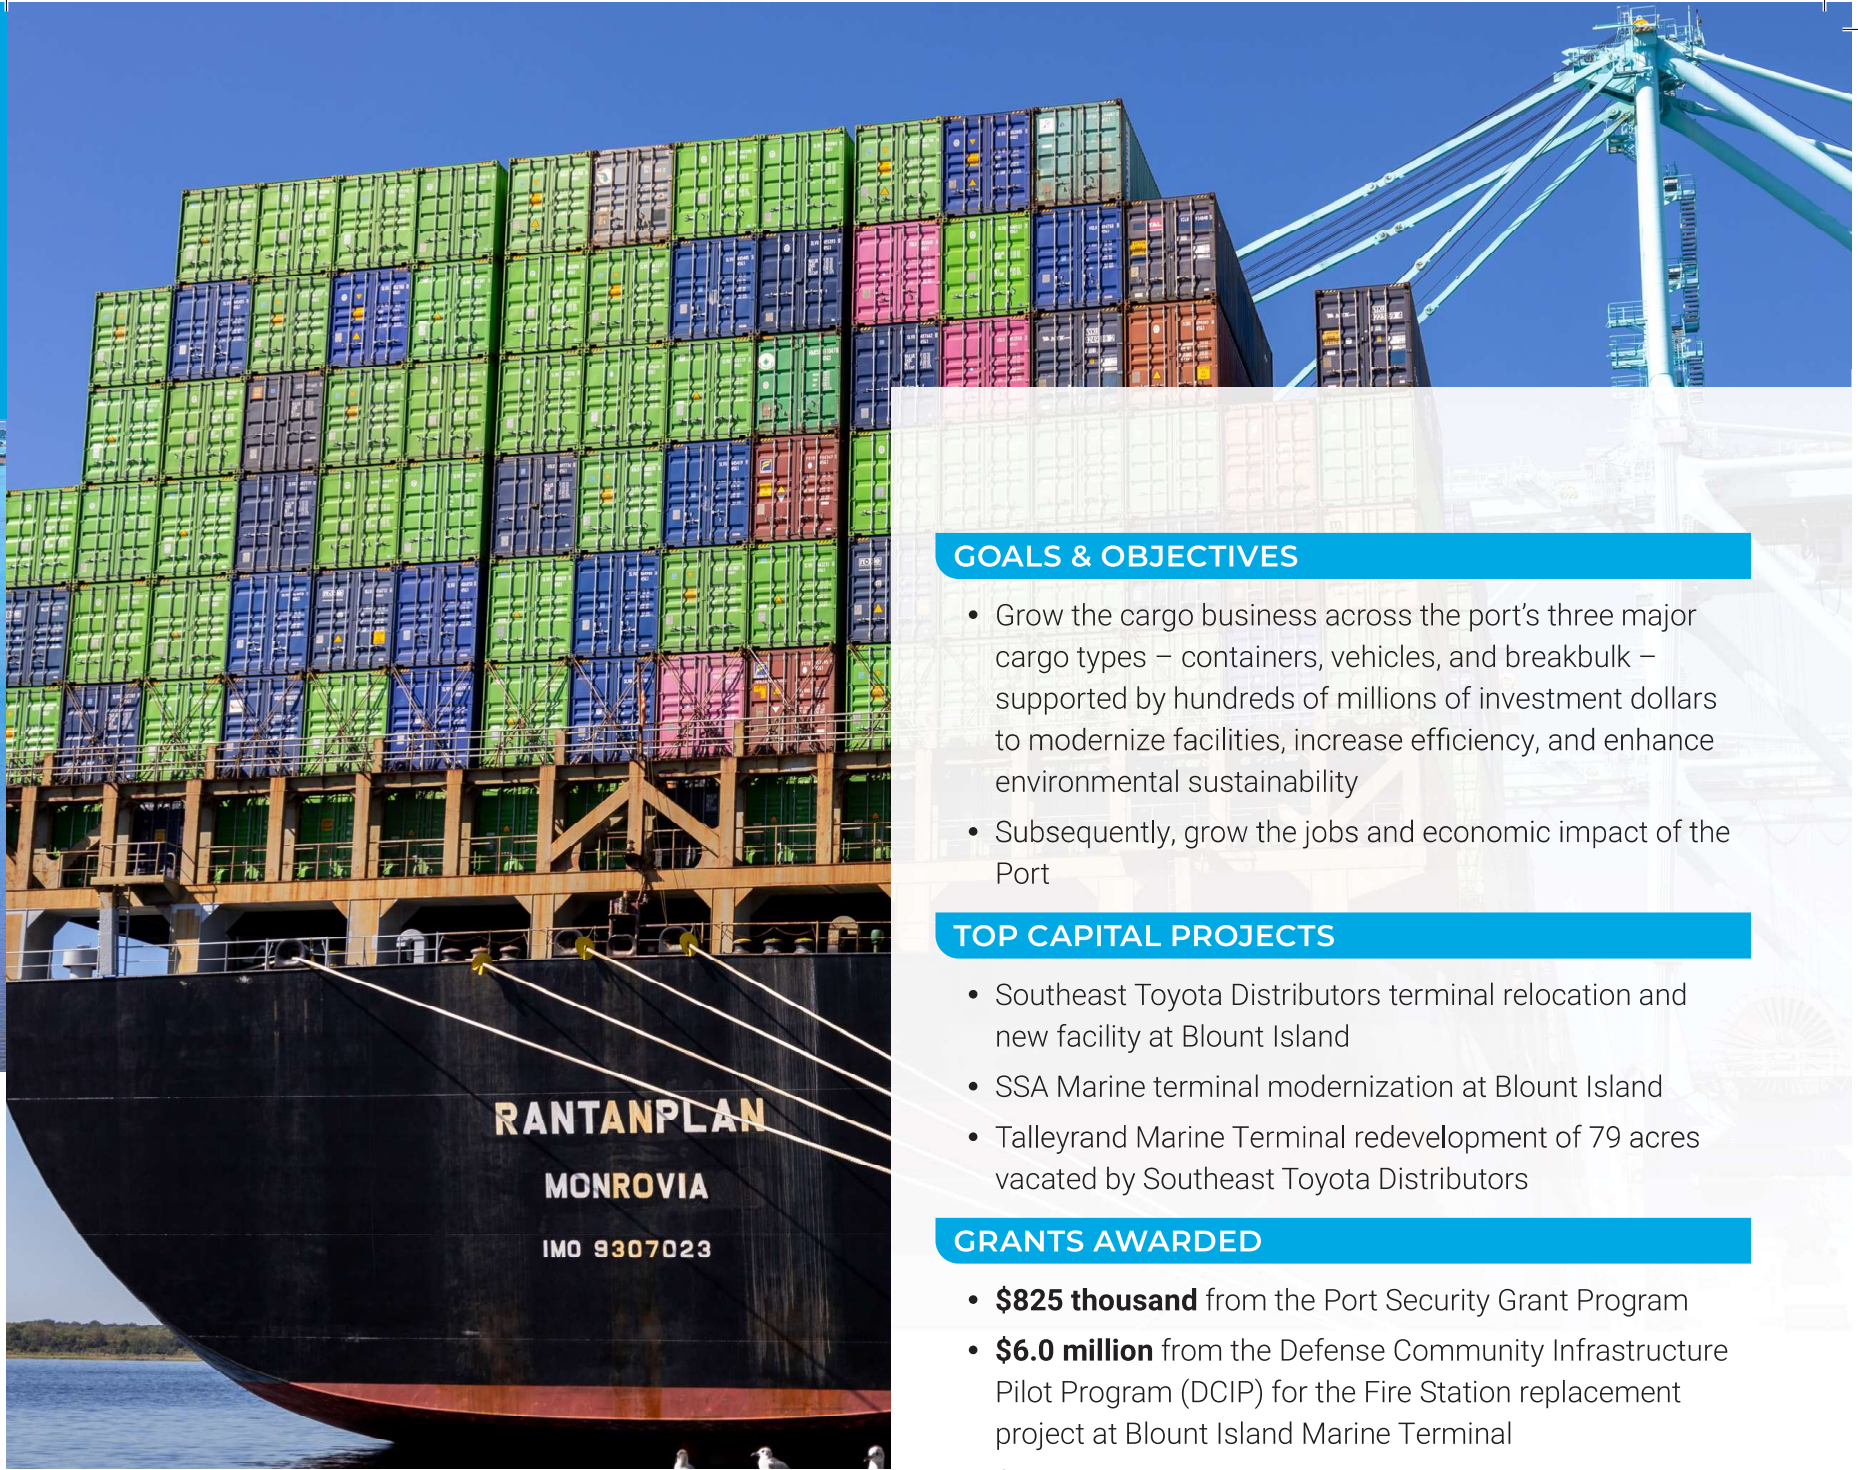 GOALS & OBJECTIVES
• Grow the cargo business across the port’s three major
cargo types – containers, vehicles, and breakbulk –
supported by hundreds of millions of investment dollars
to modernize facilities, increase efficiency, and enhance
environmental sustainability
• Subsequently, grow the jobs and economic impact of the
Port
TOP CAPITAL PROJECTS
• Southeast Toyota Distributors terminal relocation and
new facility at Blount Island
• SSA Marine terminal modernization at Blount Island
• Talleyrand Marine Terminal redevelopment of 79 acres
vacated by Southeast Toyota Distributors
GRANTS AWARDED
• $825 thousand from the Port Security Grant Program
• $6.0 million from the Defense Community Infrastructure
Pilot Program (DCIP) for the Fire Station replacement
project at Blount Island Marine Terminal
RANTANPLAN
MONROVIA
IMO 9307023